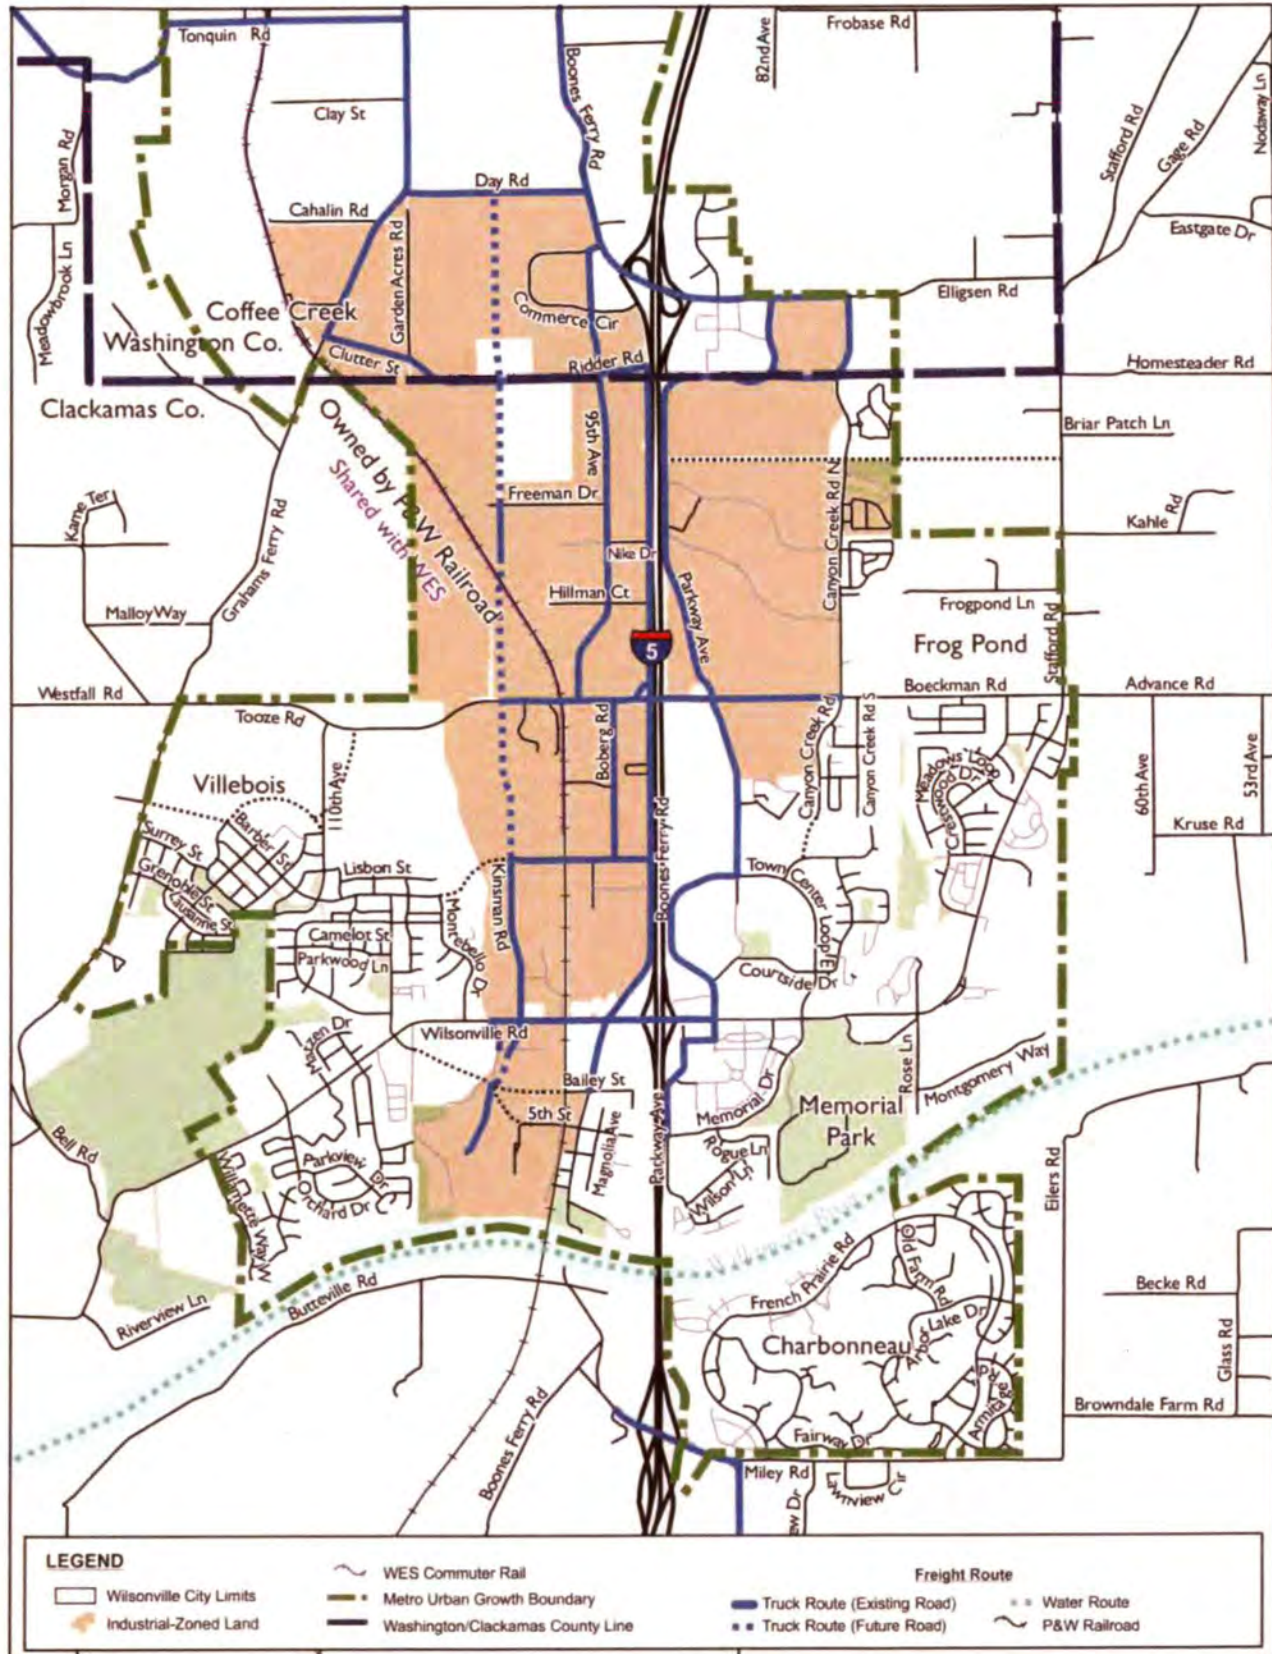 Tonquin Rd
Boones Ferry Rd
82nd Ave
Frobase Rd
Clay St
Stafford Rd
Gage Rd
Nodaway Ln
Morgan Rd
Day Rd
Cahalin Rd
Garden Acres Rd
Eastgate Dr
Meadowbrook Ln
Commerce Cir
Elligsen Rd
Coffee Creek
Washington Co.
Clutter St
Ridder Rd
Homesteader Rd
Clackamas Co.
Owned by P&W Railroad
Shared with WES
95th Ave
Briar Patch Ln
Canyon Creek Rd N
Freeman Dr
Kame Ter
Grahams Ferry Rd
Kahle Rd
Nike Dr
Hillman Ct
Parkway Ave
Malloy Way
Frogpond Ln
5
Frog Pond
Stafford Rd
Westfall Rd
Tooze Rd
Boeckman Rd
Advance Rd
Boberg Rd
Canyon Creek Rd
Canyon Creek Rd S
Villebois
110th Ave
Meadows Loop
Crestwood Dr
60th Ave
53rd Ave
Boones Ferry Rd
Kruse Rd
Surrey St
Barber St
Grenoble St
Lausanne St
Lisbon St
Kinsman Rd
Town Center Loop E
Camelot St
Parkwood Ln
Montebello Dr
Courtside Dr
Matzen Dr
Wilsonville Rd
Rose Ln
Montgomery Way
Bailey St
Memorial Dr
Memorial
Park
5th St
Magnolia Ave
Parkway Ave
Rogue Ln
Wilson Ln
Bell Rd
Parkview Dr
Orchard Dr
Willamette Way W
Eilers Rd
French Prairie Rd
Old Farm Rd
Butteville Rd
Riverview Ln
Becke Rd
Arbor Lake Dr
Charbonneau
Glass Rd
Armitage Rd
Browndale Farm Rd
Boones Ferry Rd
Fairway Dr
Miley Rd
Lawnview Cir
ew Dr
LEGEND
Wilsonville City Limits
Industrial-Zoned Land
WES Commuter Rail
Metro Urban Growth Boundary
Washington/Clackamas County Line
Freight Route
Truck Route (Existing Road)
Truck Route (Future Road)
Water Route
P&W Railroad